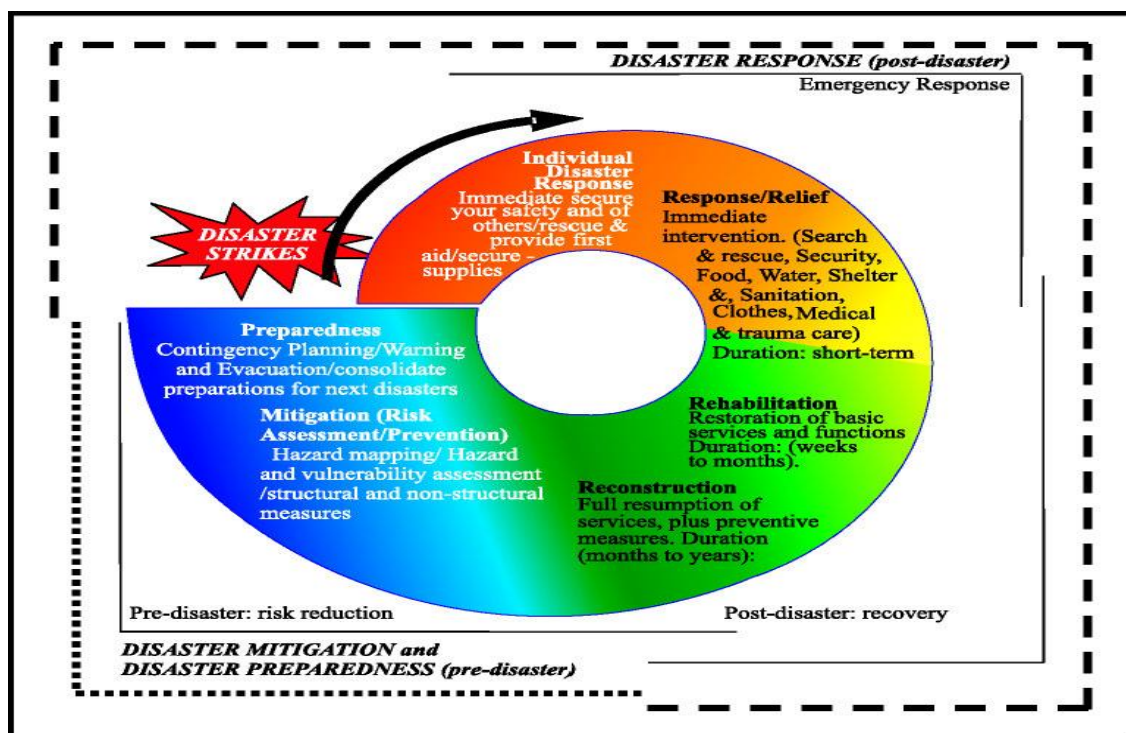 DISASTER RESPONSE (post-disaster)
Emergency Response
DISASTER
STRIKES
Individual
Disaster
Response
Immediate secure
your safety and of
others/rescue &
provide first
aid/secure -
supplies
Response/Relief
Immediate
intervention. (Search
& rescue, Security,
Food, Water, Shelter
&, Sanitation,
Clothes, Medical
& trauma care)
Duration: short-term
Rehabilitation
Restoration of basic
services and functions
Duration: (weeks
to months).
Reconstruction
Full resumption of
services, plus preventive
measures. Duration
(months to years):
Preparedness
Contingency Planning/Warning
and Evacuation/consolidate
preparations for next disasters
Mitigation (Risk
Assessment/Prevention)
Hazard mapping/ Hazard
and vulnerability assessment
/structural and non-structural
measures
Pre-disaster: risk reduction
Post-disaster: recovery
DISASTER MITIGATION and
DISASTER PREPAREDNESS (pre-disaster)